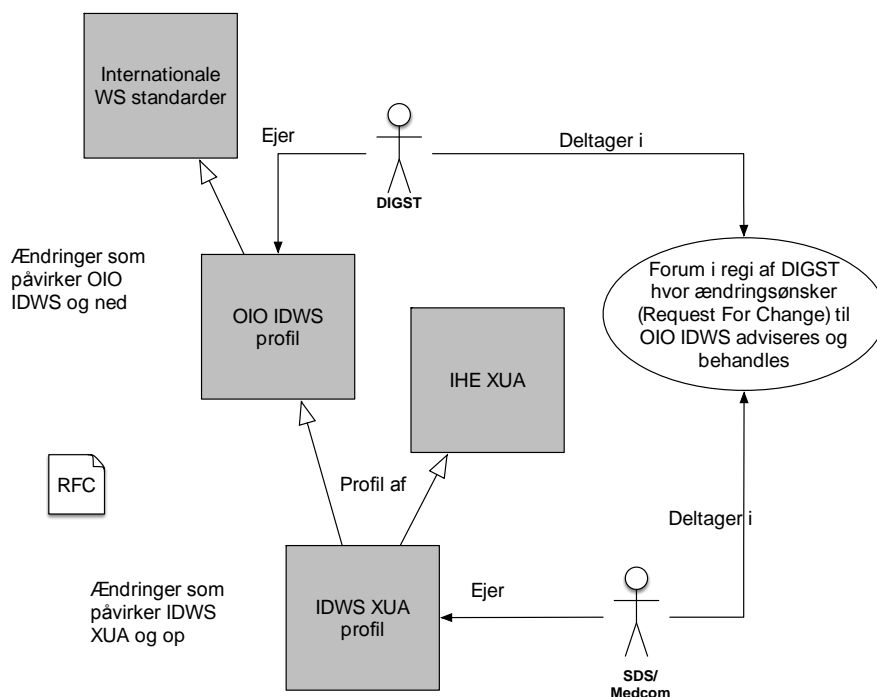 Internationale
WS standarder
Ejer
Deltager i
DIGST
Ændringer som
påvirker OIO
IDWS og ned
OIO IDWS
profil
Forum i regi af DIGST
hvor ændringsønsker
(Request For Change) til
OIO IDWS adviseres og
behandles
IHE XUA
RFC
Profil af
Deltager i
Ændringer som
påvirker IDWS
XUA og op
IDWS XUA
profil
Ejer
SDS/
Medcom